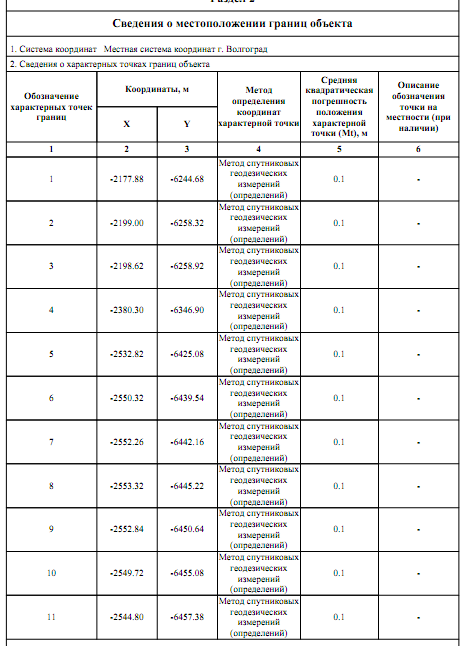 Раздел 2
Сведения о местоположении границ объекта
1. Система координат Местная система координат г. Волгоград
2. Сведения о характерных точках границ объекта
Обозначение характерных точек границ
Координаты, м
Метод определения координат характерной точки
Средняя квадратическая погрешность положения характерной точки (Mt), м
Описание обозначения точки на местности (при наличии)
X Y
1 2 3 4 5 6
1 -2177.88 -6244.68 Метод спутниковых геодезических измерений (определений) 0.1 -
2 -2199.00 -6258.32 Метод спутниковых геодезических измерений (определений) 0.1 -
3 -2198.62 -6258.92 Метод спутниковых геодезических измерений (определений) 0.1 -
4 -2380.30 -6346.90 Метод спутниковых геодезических измерений (определений) 0.1 -
5 -2532.82 -6425.08 Метод спутниковых геодезических измерений (определений) 0.1 -
6 -2550.32 -6439.54 Метод спутниковых геодезических измерений (определений) 0.1 -
7 -2552.26 -6442.16 Метод спутниковых геодезических измерений (определений) 0.1 -
8 -2553.32 -6445.22 Метод спутниковых геодезических измерений (определений) 0.1 -
9 -2552.84 -6450.64 Метод спутниковых геодезических измерений (определений) 0.1 -
10 -2549.72 -6455.08 Метод спутниковых геодезических измерений (определений) 0.1 -
11 -2544.80 -6457.38 Метод спутниковых геодезических измерений (определений) 0.1 -